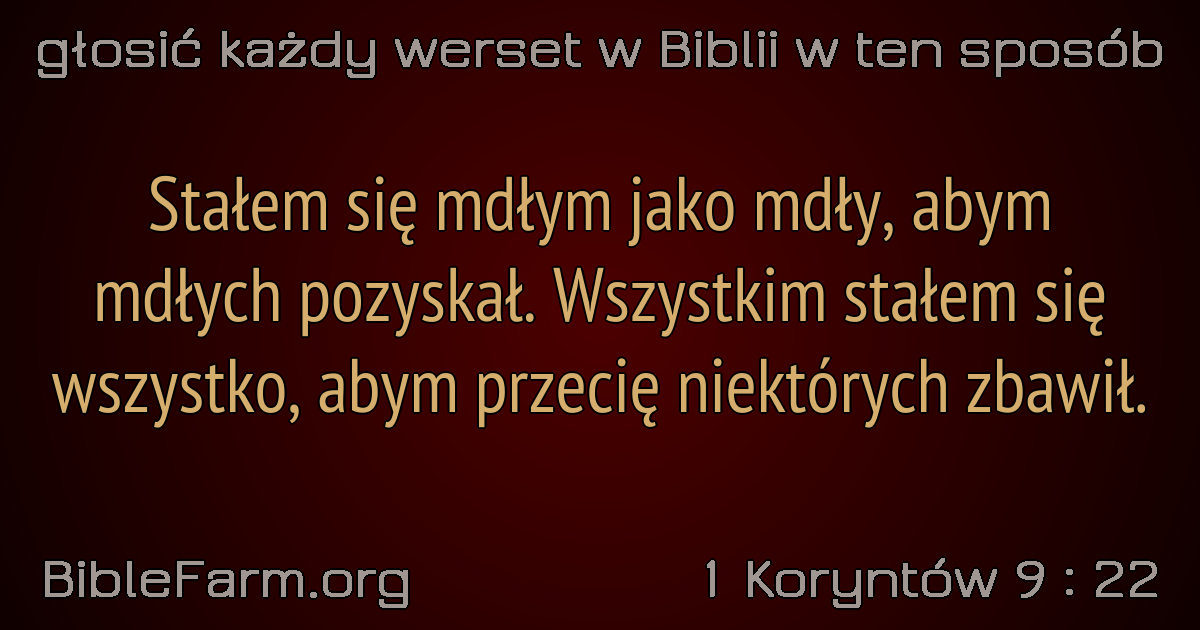 głosić każdy werset w Biblii w ten sposób
Stałem się mdłym jako mdły, abym
mdłych pozyskał. Wszystkim stałem się
wszystko, abym przecię niektórych zbawił.
BibleFarm.org
1 Koryntów 9 : 22